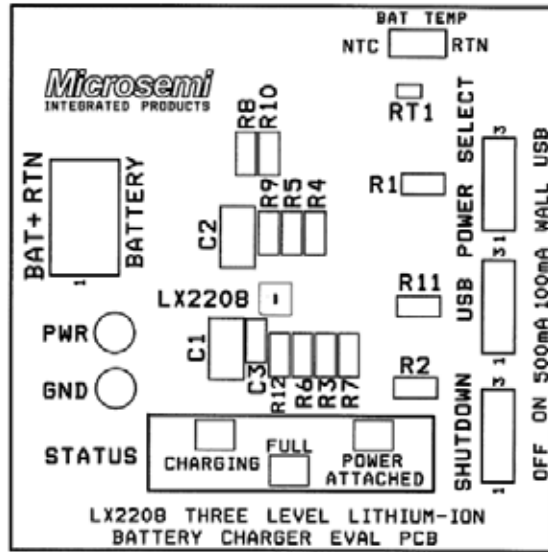 BAT TEMP
NTC RTN
Microsemi
INTEGRATED PRODUCTS
RT1
R8
R10
R1
POWER SELECT
3
1
WALL USB
BAT+ RTN
BATTERY
1
C2
R9
R5
R4
LX2208
R11
USB
3
1
500mA 100mA
PWR
GND
C1
C3
R12
R6
R3
R7
R2
SHUTDOWN
3
1
OFF ON
STATUS
CHARGING
FULL
POWER
ATTACHED
LX2208 THREE LEVEL LITHIUM-ION
BATTERY CHARGER EVAL PCB